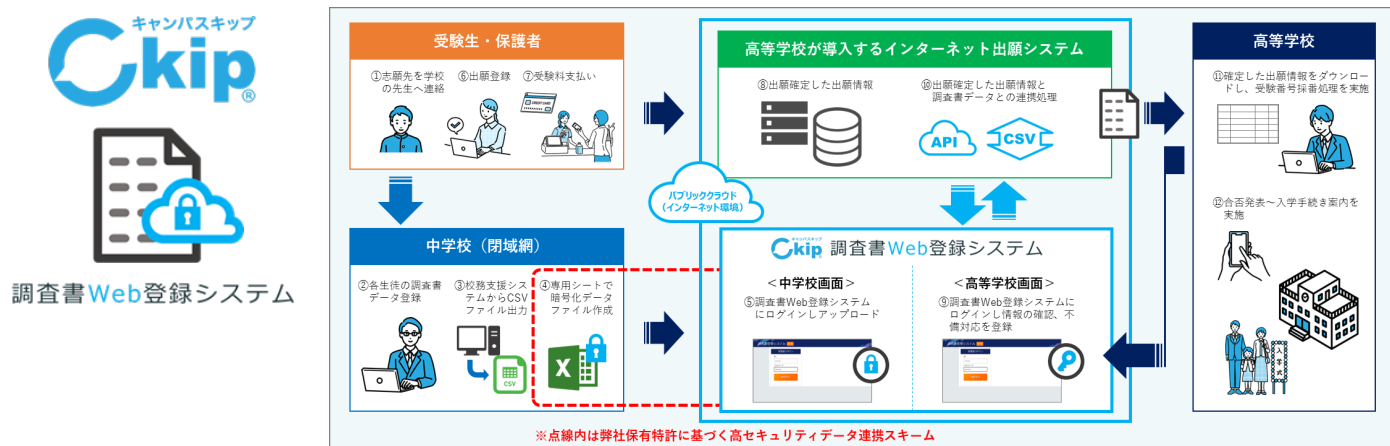 キャンパスキップ
Ckip®
調査書Web登録システム
受験生・保護者
①志願先を学校
の先生へ連絡
⑥出願登録
⑦受験料支払い
CREDIT CARD
高等学校が導入するインターネット出願システム
⑧出願確定した出願情報
⑩出願確定した出願情報と
調査書データとの連携処理
API
CSV
高等学校
⑪確定した出願情報をダウンロー
ドし、受験番号採番処理を実施
⑫合否発表～入学手続き案内を
実施
入学式
パブリッククラウド
（インターネット環境）
中学校（閉域網）
②各生徒の調査書
データ登録
③校務支援シス
テムからCSV
ファイル出力
CSV
④専用シートで
暗号化データ
ファイル作成
X
キャンパスキップ
Ckip 調査書Web登録システム
＜中学校画面＞
⑤調査書Web登録システム
にログインしアップロード
＜高等学校画面＞
⑨調査書Web登録システムに
ログインし情報の確認、不
備対応を登録
※点線内は弊社保有特許に基づく高セキュリティデータ連携スキーム